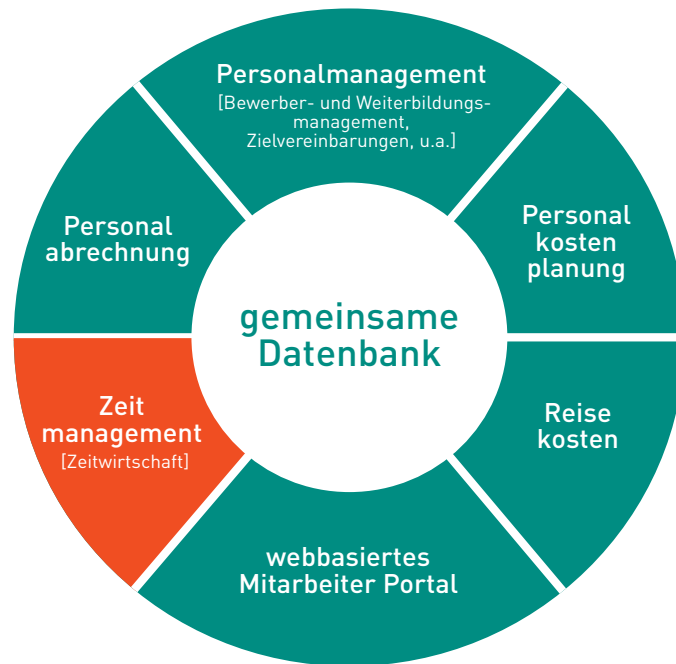 Personalmanagement
[Bewerber- und Weiterbildungs-
management,
Zielvereinbarungen, u.a.]
Personal
kosten
planung
Reise
kosten
webbasiertes
Mitarbeiter Portal
Zeit
management
[Zeitwirtschaft]
Personal
abrechnung
gemeinsame
Datenbank